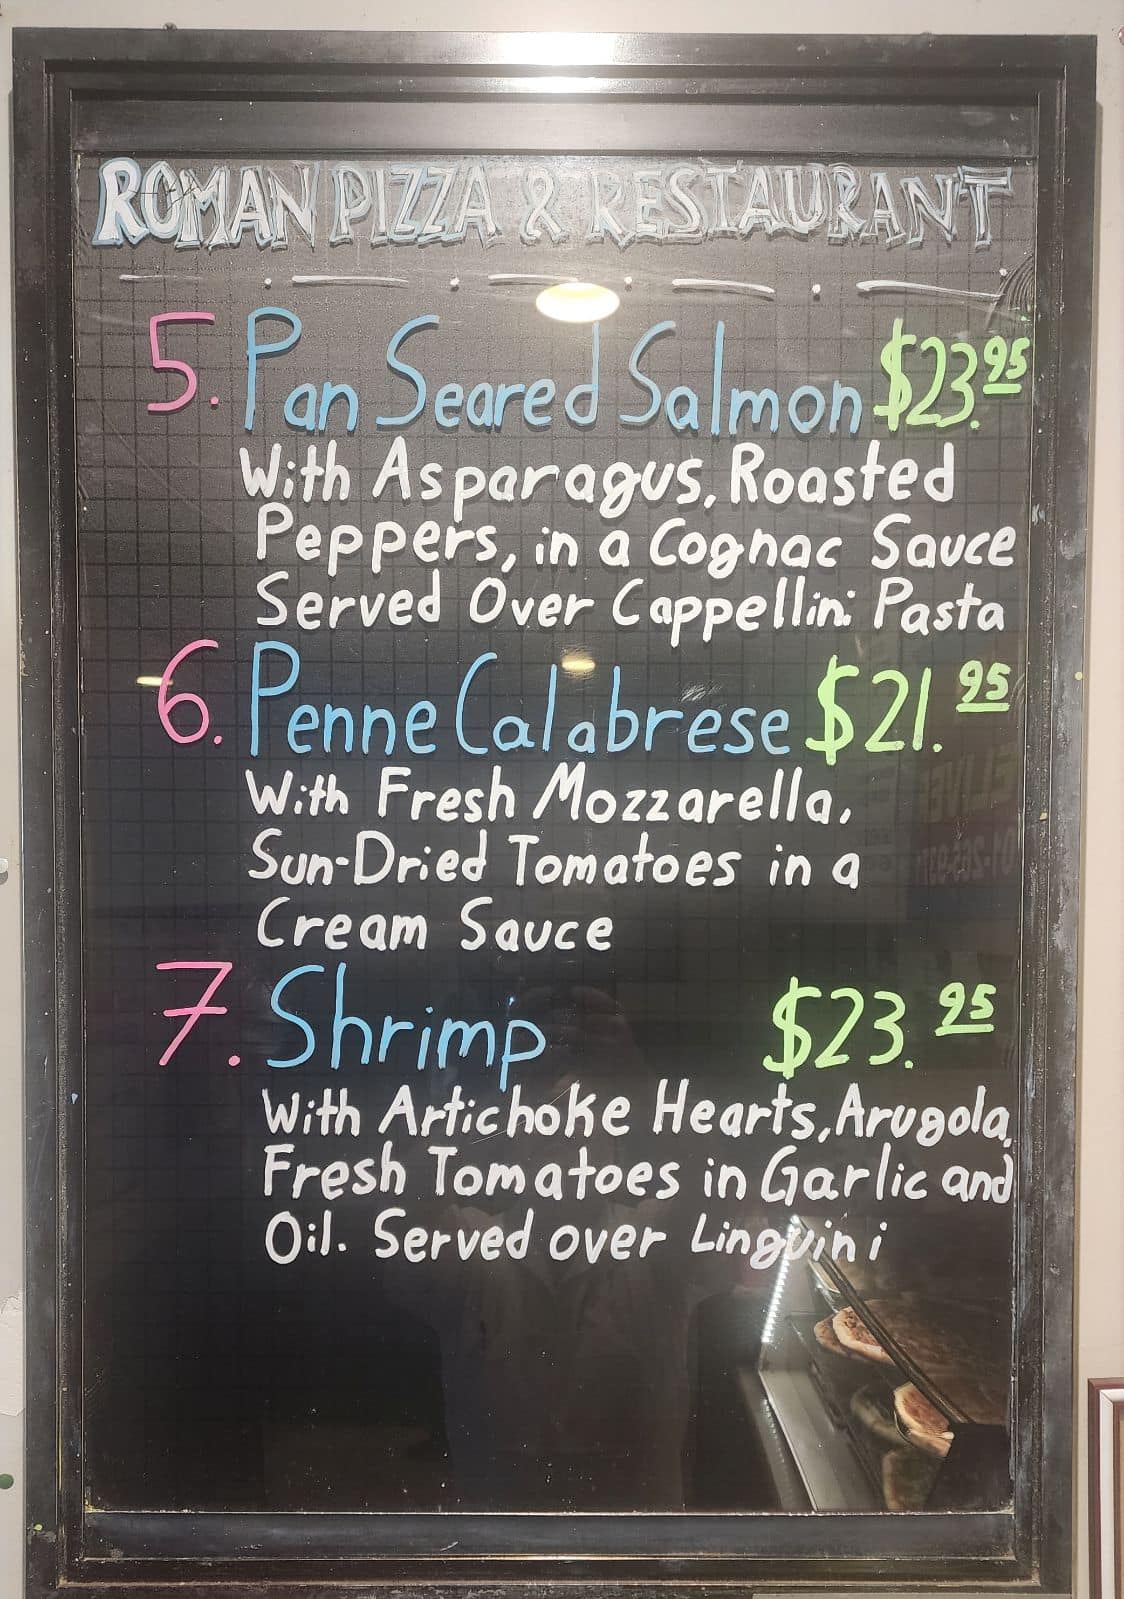 ROMAN PIZZA & RESTAURANT
5. Pan Seared Salmon $23.95
With Asparagus, Roasted
Peppers, in a Cognac Sauce
Served Over Cappellini Pasta
6. Penne Calabrese $21.95
With Fresh Mozzarella,
Sun-Dried Tomatoes in a
Cream Sauce
7. Shrimp $23.95
With Artichoke Hearts, Arugola,
Fresh Tomatoes in Garlic and
Oil. Served over Linguini